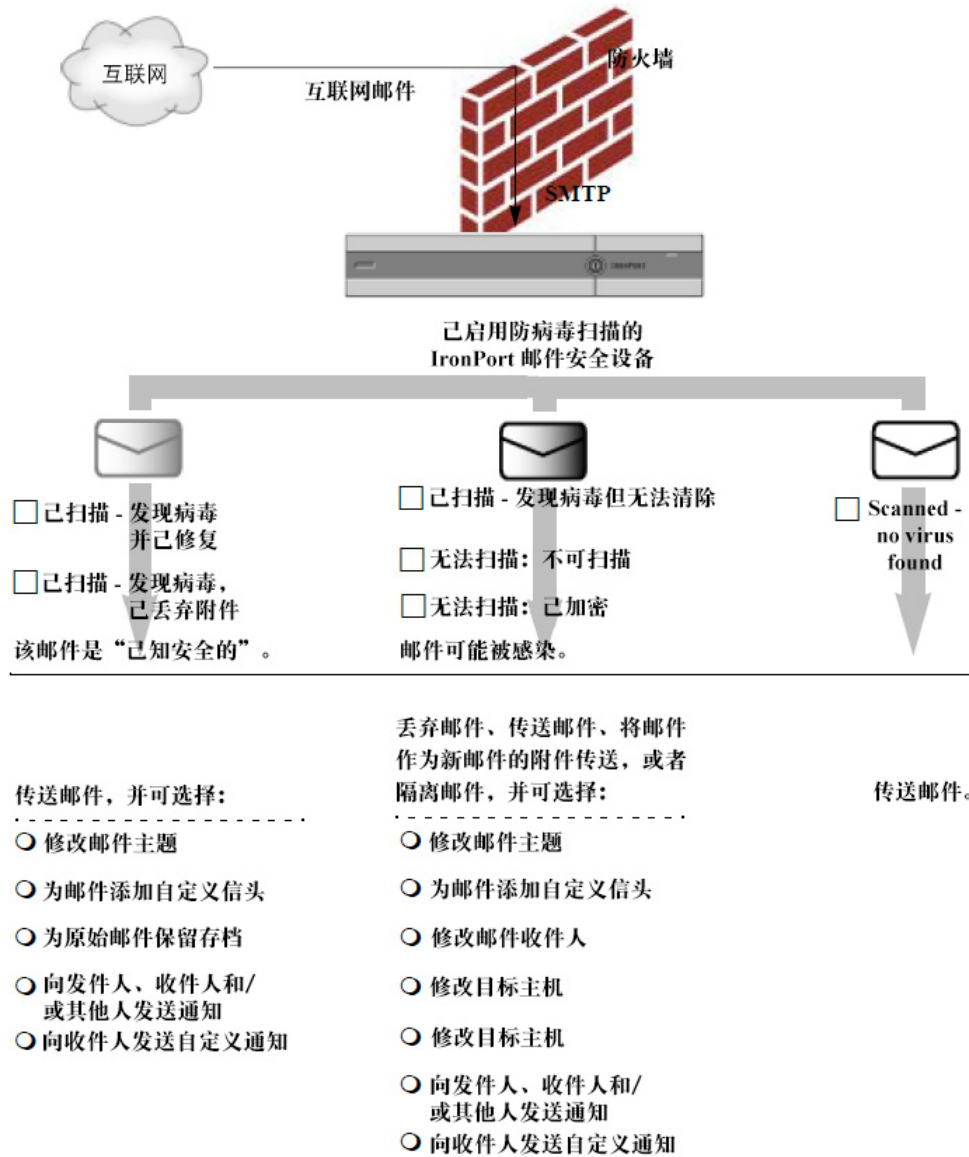 互联网
防火墙
互联网邮件
SMTP
IRONPORT
己启用防病毒扫描的
IronPort 邮件安全设备
己扫描 - 发现病毒
并己修复
己扫描 - 发现病毒，
己丢弃附件
该邮件是“己知安全的”。
己扫描 - 发现病毒但无法清除
无法扫描：不可扫描
无法扫描：己加密
邮件可能被感染。
Scanned -
no virus
found
传送邮件，并可选择：
修改邮件主题
为邮件添加自定义信头
为原始邮件保留存档
向发件人、收件人和/
或其他人发送通知
向收件人发送自定义通知
丢弃邮件、传送邮件、将邮件
作为新邮件的附件传送，或者
隔离邮件，并可选择：
修改邮件主题
为邮件添加自定义信头
修改邮件收件人
修改目标主机
修改目标主机
向发件人、收件人和/
或其他人发送通知
向收件人发送自定义通知
传送邮件。